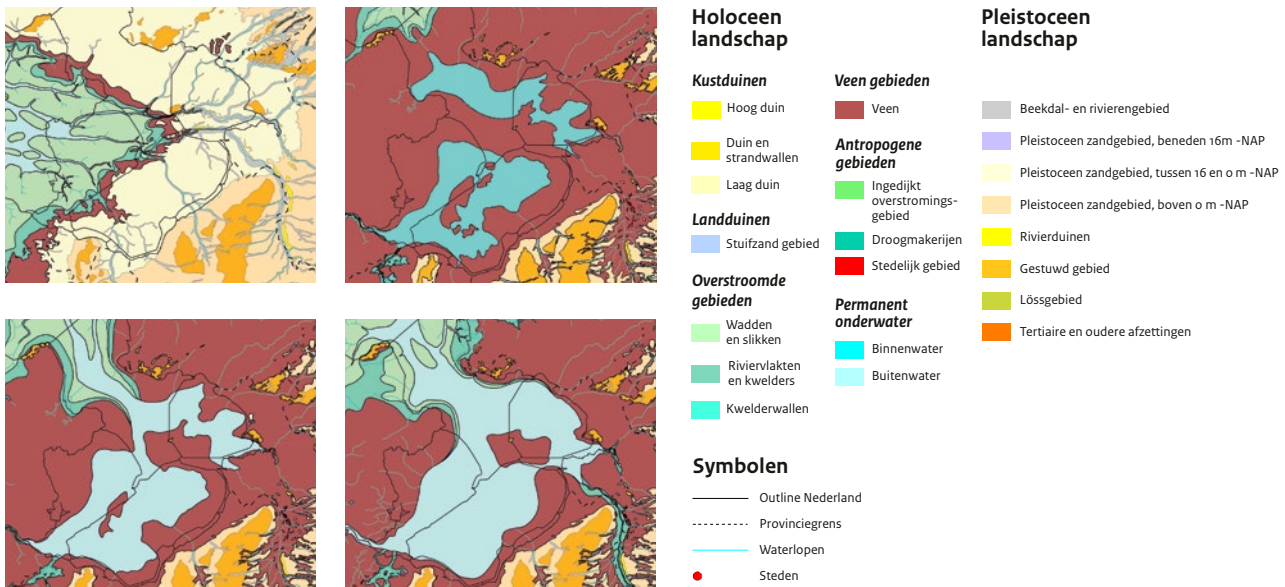 Holoceen
landschap
Kustduinen
Hoog duin
Duin en
strandwallen
Laag duin
Landduinen
Stuifzand gebied
Overstroomde
gebieden
Wadden
en slikken
Riviervlakten
en kwelders
Kwelderwallen
Veen gebieden
Veen
Antropogene
gebieden
Ingedijkt
overstromings-
gebied
Droogmakerijen
Stedelijk gebied
Permanent
onderwater
Binnenwater
Buitenwater
Pleistoceen
landschap
Beekdal- en rivierengebied
Pleistoceen zandgebied, beneden 16m -NAP
Pleistoceen zandgebied, tussen 16 en 0 m -NAP
Pleistoceen zandgebied, boven 0 m -NAP
Rivierduinen
Gestuwd gebied
Lössgebied
Tertiaire en oudere afzettingen
Symbolen
Outline Nederland
Provinciegrens
Waterlopen
Steden